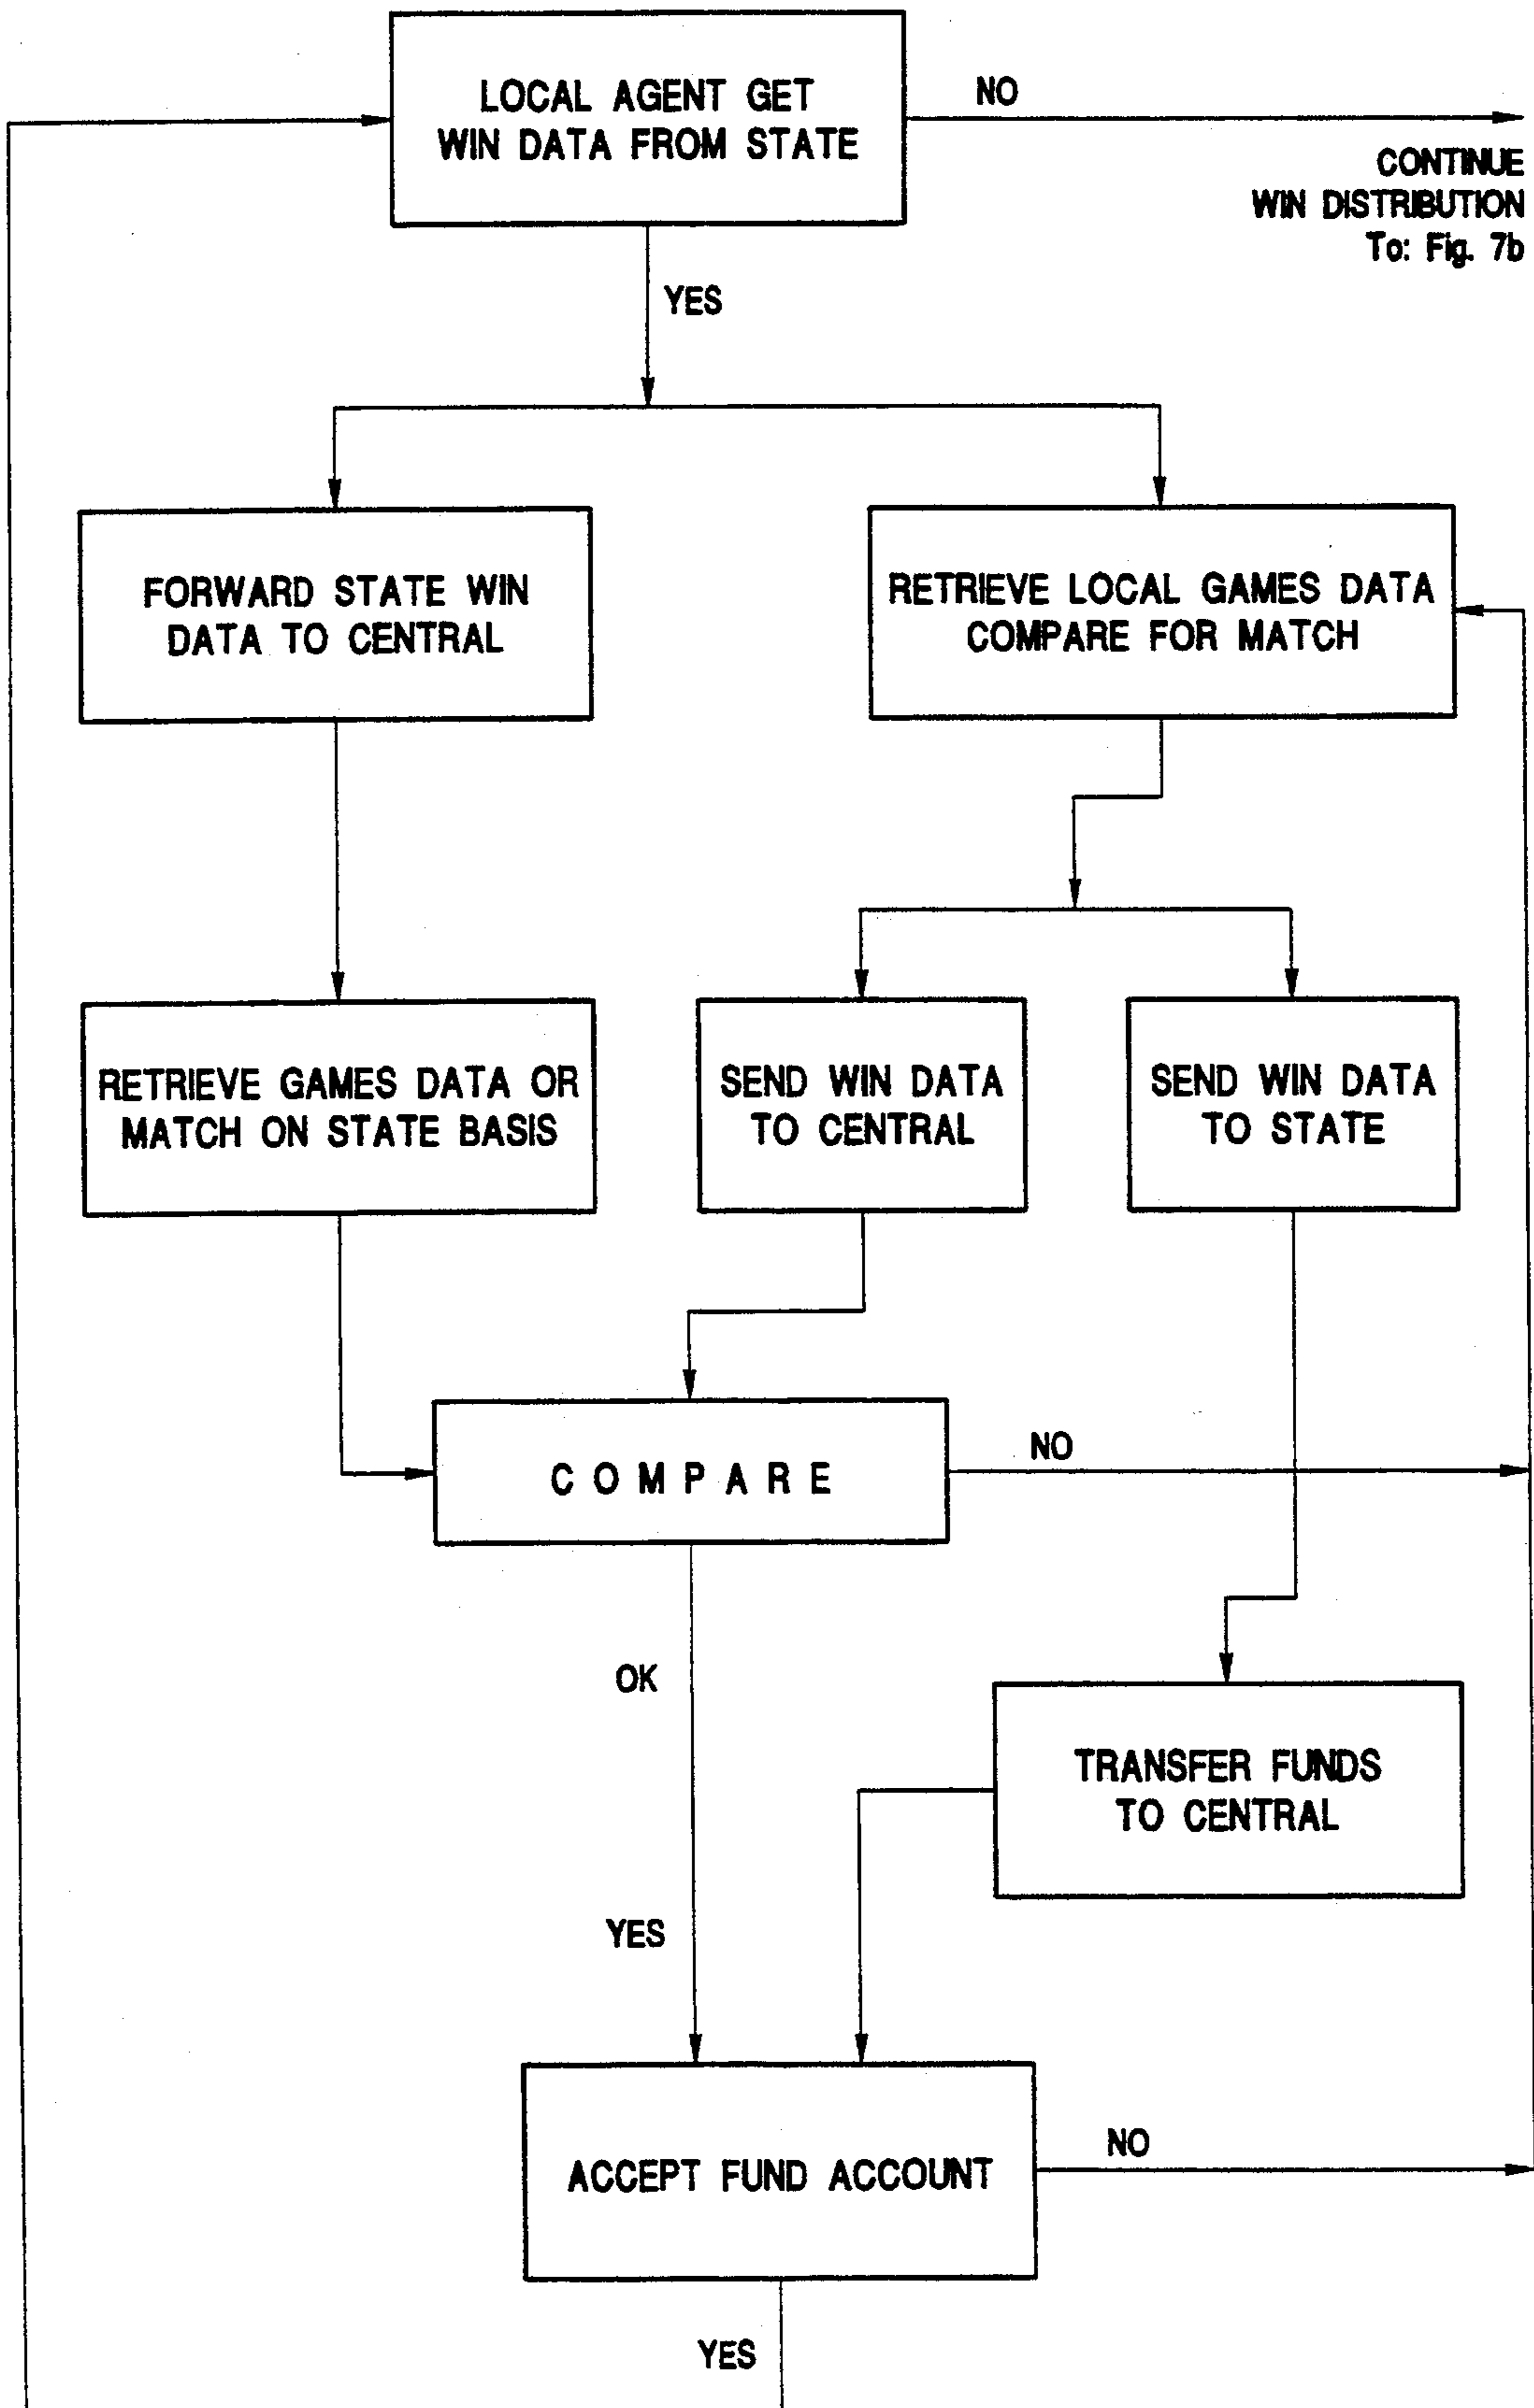 LOCAL AGENT GET
WIN DATA FROM STATE
NO
CONTINUE
WIN DISTRIBUTION
To: Fig. 7b
YES
FORWARD STATE WIN
DATA TO CENTRAL
RETRIEVE LOCAL GAMES DATA
COMPARE FOR MATCH
RETRIEVE GAMES DATA OR
MATCH ON STATE BASIS
SEND WIN DATA
TO CENTRAL
SEND WIN DATA
TO STATE
COMPARE
NO
OK
TRANSFER FUNDS
TO CENTRAL
YES
ACCEPT FUND ACCOUNT
NO
YES